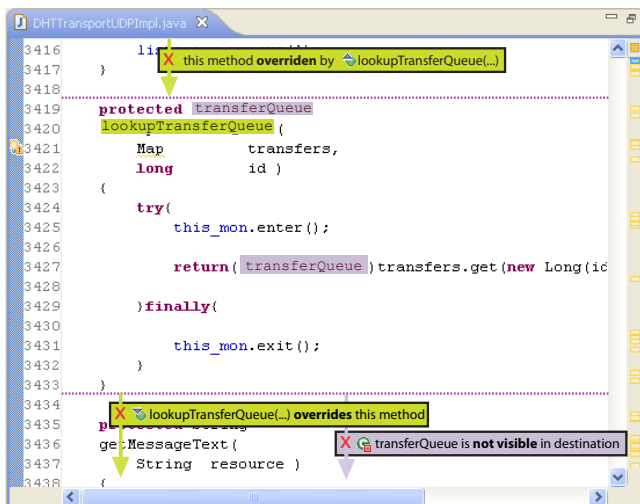 DHTTransportUDPImpl.java
3416 lis
X this method overriden by lookupTransferQueue(...)
3417 }
3418
3419 protected transferQueue
3420 lookupTransferQueue (
3421 Map transfers,
3422 long id )
3423 {
3424 try{
3425 this_mon.enter();
3426
3427 return( transferQueue )transfers.get(new Long(id
3428
3429 }finally{
3430
3431 this_mon.exit();
3432 }
3433 }
3434
X lookupTransferQueue(...) overrides this method
3435
3436 getMessageText(
X transferQueue is not visible in destination
3437 String resource )
3438 {